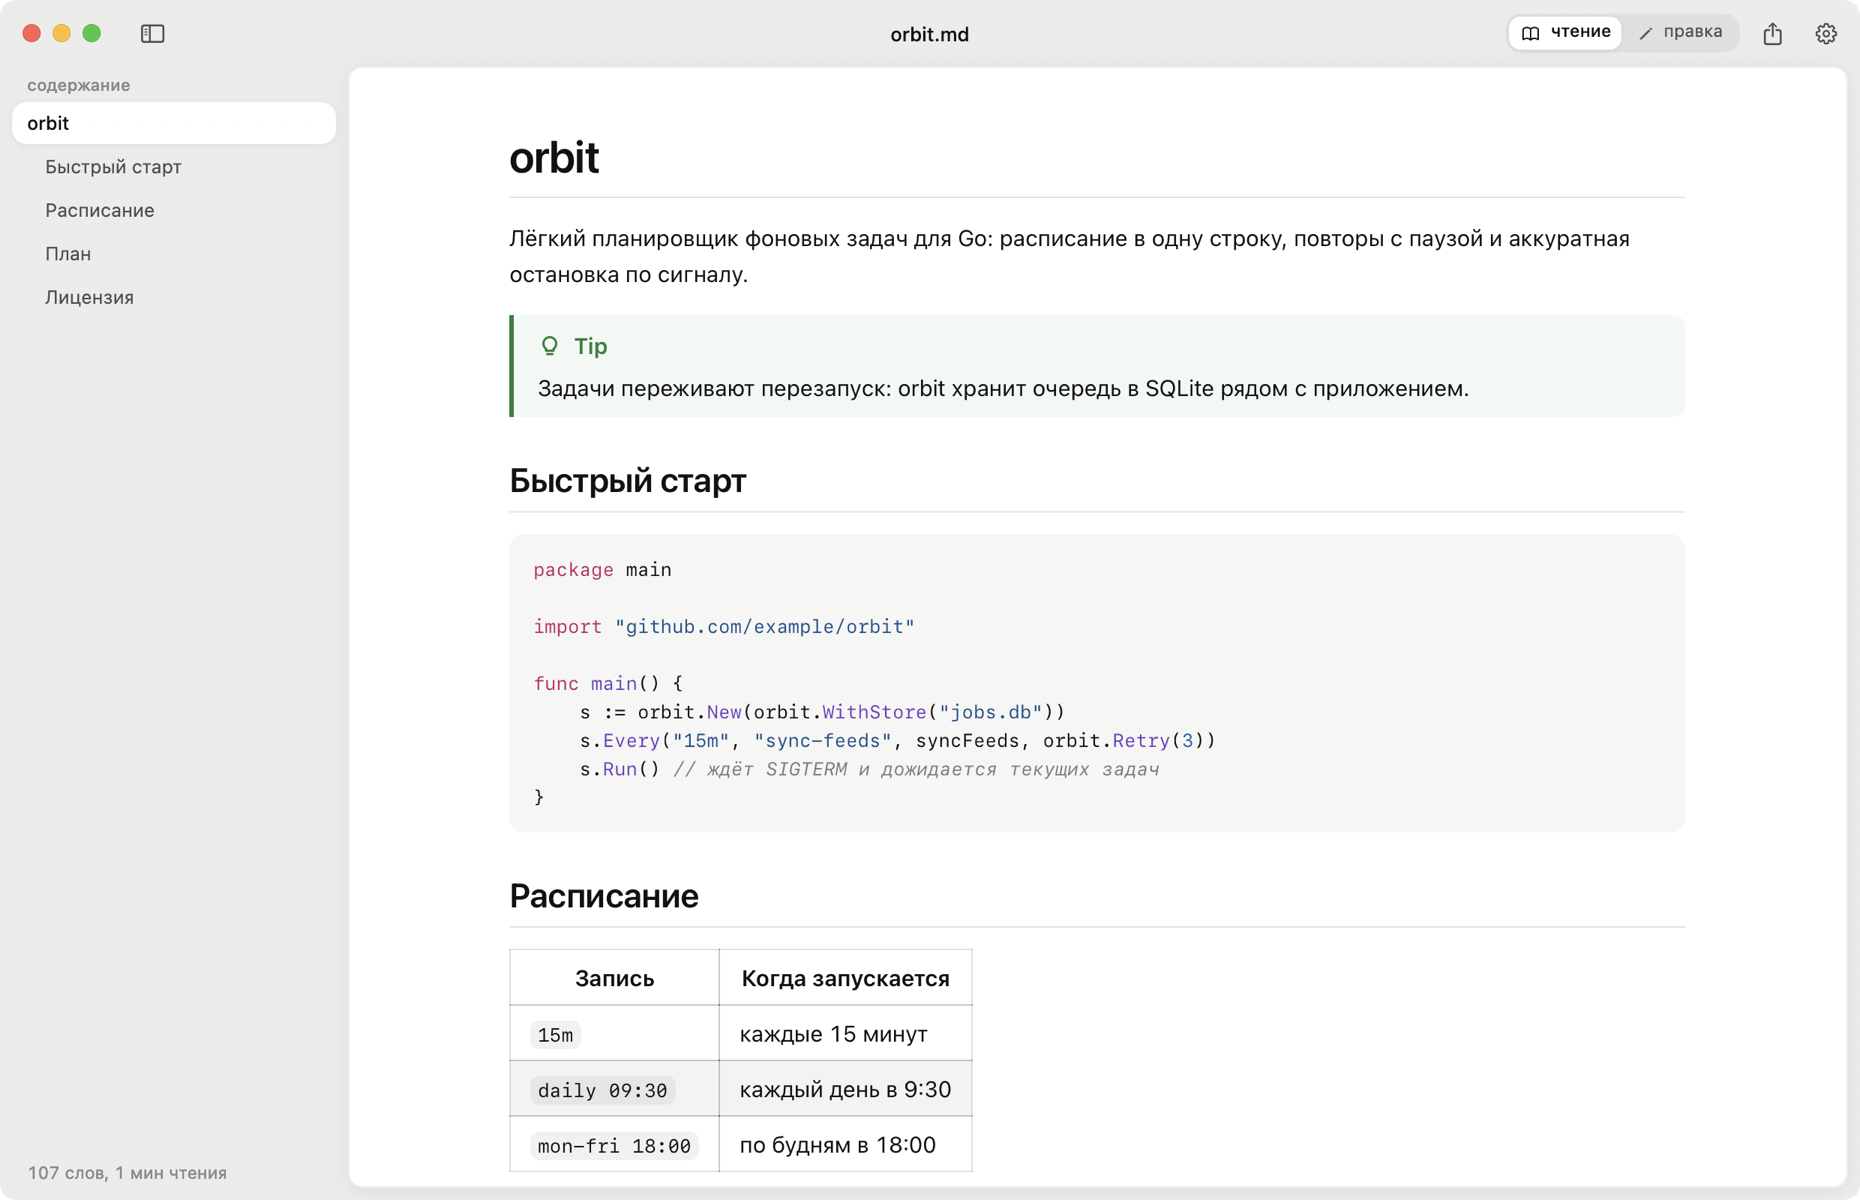 orbit.md
чтение
правка
содержание
orbit
Быстрый старт
Расписание
План
Лицензия
107 слов, 1 мин чтения
orbit
Лёгкий планировщик фоновых задач для Go: расписание в одну строку, повторы с паузой и аккуратная
остановка по сигналу.
Tip
Задачи переживают перезапуск: orbit хранит очередь в SQLite рядом с приложением.
Быстрый старт
package main
import "github.com/example/orbit"
func main() {
    s := orbit.New(orbit.WithStore("jobs.db"))
    s.Every("15m", "sync-feeds", syncFeeds, orbit.Retry(3))
    s.Run() // ждёт SIGTERM и дожидается текущих задач
}
Расписание
Запись Когда запускается
15m каждые 15 минут
daily 09:30 каждый день в 9:30
mon-fri 18:00 по будням в 18:00